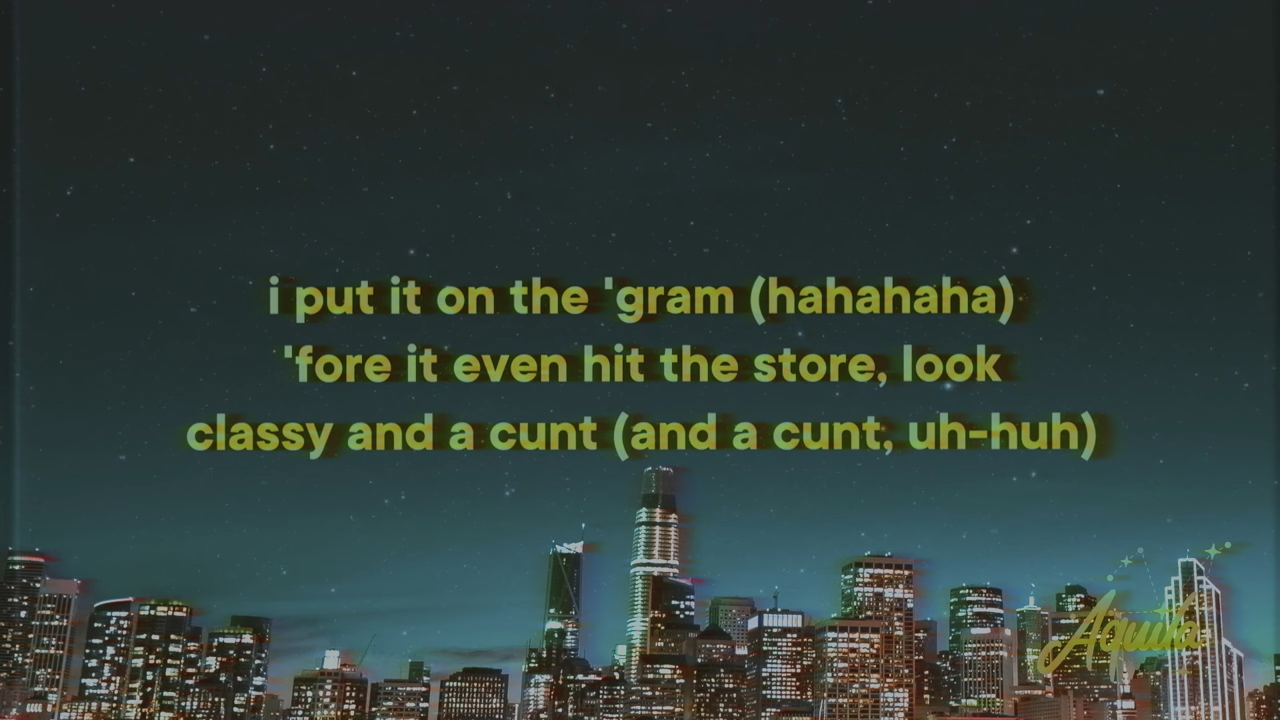 i put it on the 'gram (hahahaha)
'fore it even hit the store, look
classy and a cunt (and a cunt, uh-huh)
Aquila